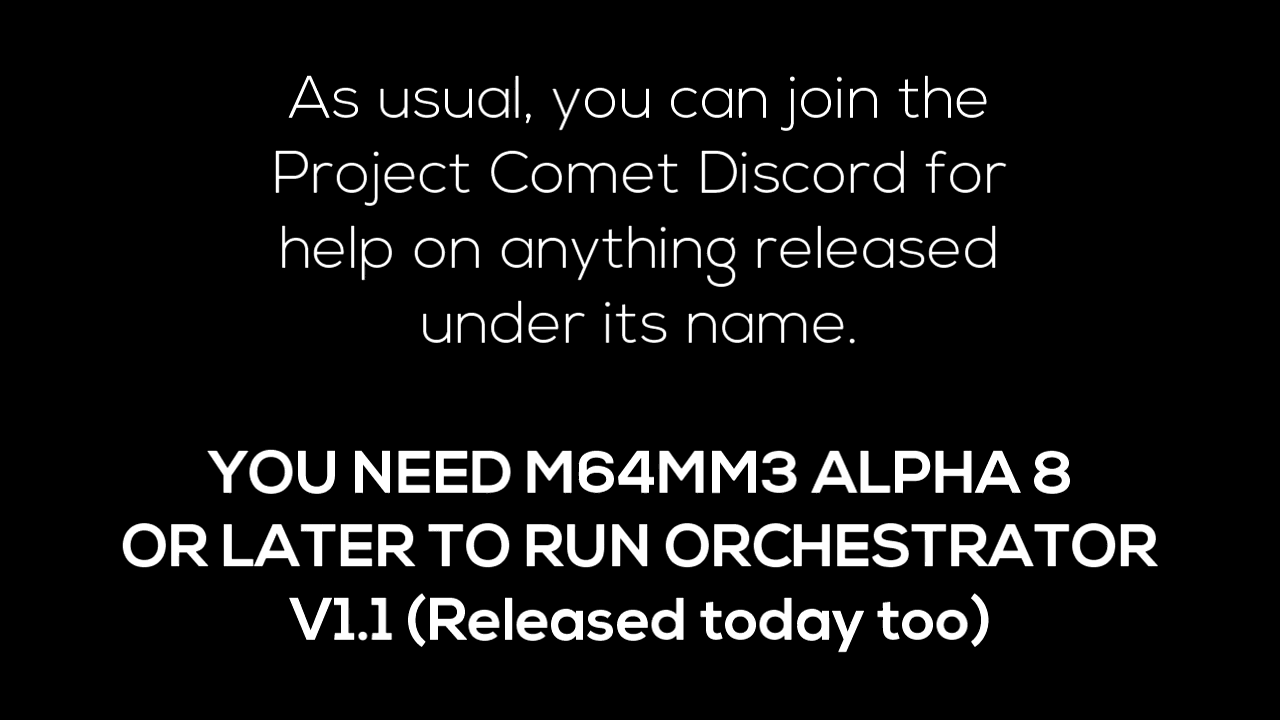 As usual, you can join the
Project Comet Discord for
help on anything released
under its name.
YOU NEED M64MM3 ALPHA 8
OR LATER TO RUN ORCHESTRATOR
V1.1 (Released today too)